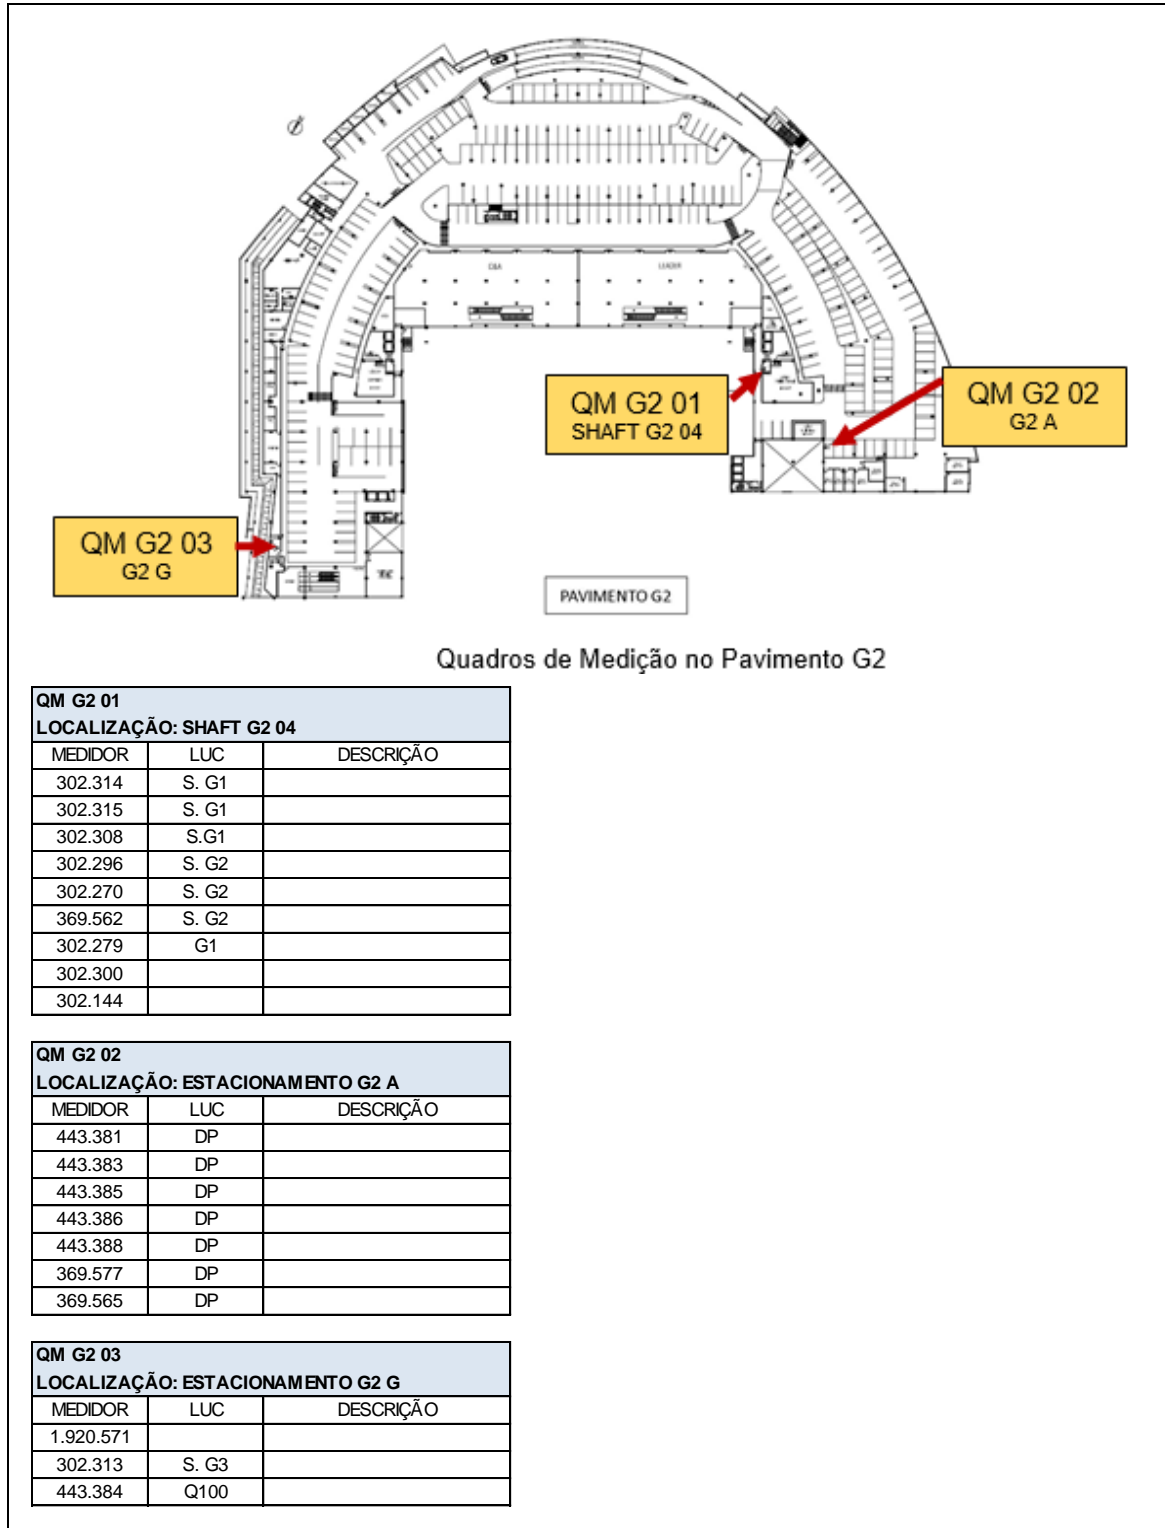 C&A
LEADER
QM G2 01
SHAFT G2 04
QM G2 02
G2 A
QM G2 03
G2 G
PAVIMENTO G2
Quadros de Medição no Pavimento G2
QM G2 01
LOCALIZAÇÃO: SHAFT G2 04
MEDIDOR LUC DESCRIÇÃO
302.314 S. G1
302.315 S. G1
302.308 S.G1
302.296 S. G2
302.270 S. G2
369.562 S. G2
302.279 G1
302.300
302.144
QM G2 02
LOCALIZAÇÃO: ESTACIONAMENTO G2 A
MEDIDOR LUC DESCRIÇÃO
443.381 DP
443.383 DP
443.385 DP
443.386 DP
443.388 DP
369.577 DP
369.565 DP
QM G2 03
LOCALIZAÇÃO: ESTACIONAMENTO G2 G
MEDIDOR LUC DESCRIÇÃO
1.920.571
302.313 S. G3
443.384 Q100